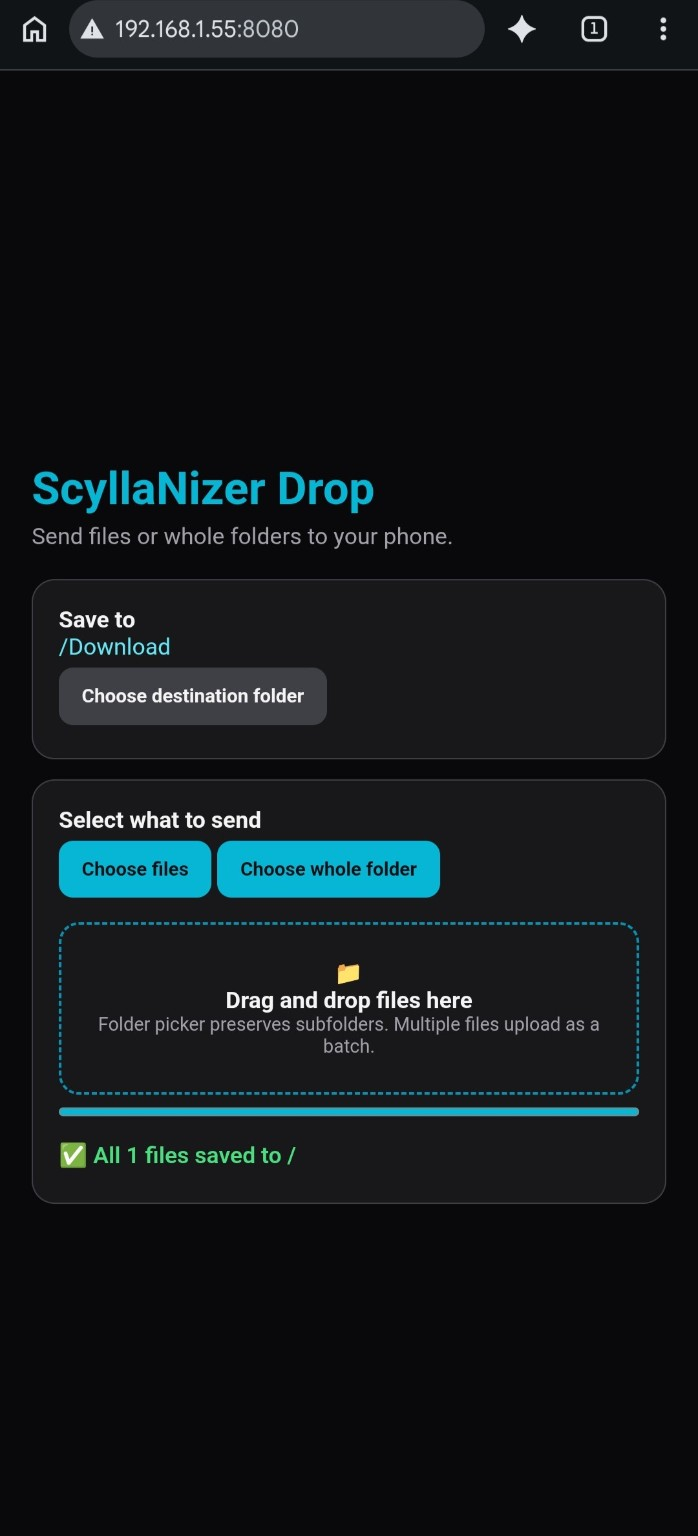 192.168.1.55:8080
1
ScyllaNizer Drop
Send files or whole folders to your phone.
Save to
/Download
Choose destination folder
Select what to send
Choose files Choose whole folder
Drag and drop files here
Folder picker preserves subfolders. Multiple files upload as a
batch.
✅ All 1 files saved to /